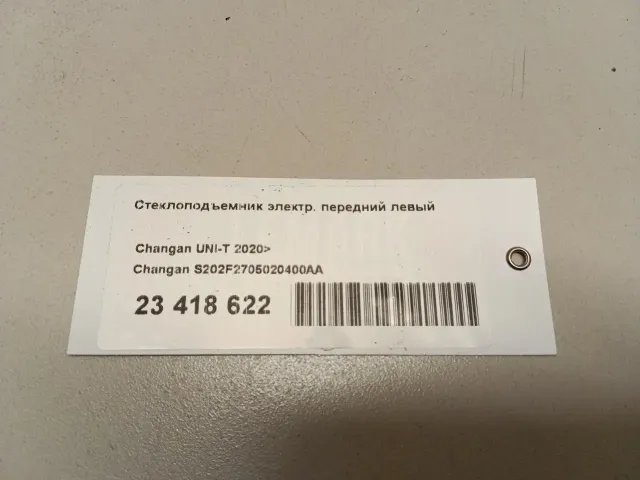 Стеклоподъемник электр. передний левый
Changan UNI-T 2020>
Changan S202F2705020400AA
23 418 622